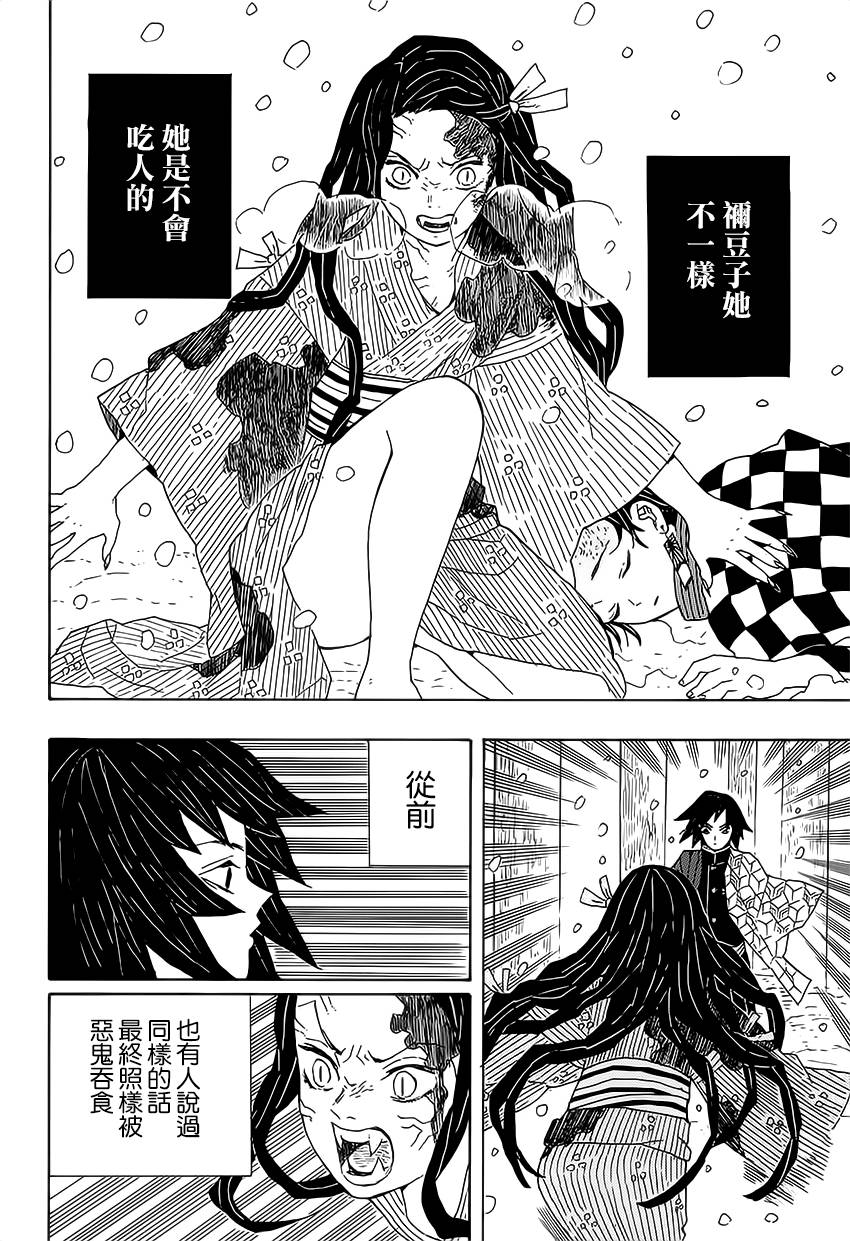 禰豆子她
不一樣
她是不會
吃人的
從前
也有人說過
同樣的話
最終照樣被
惡鬼吞食